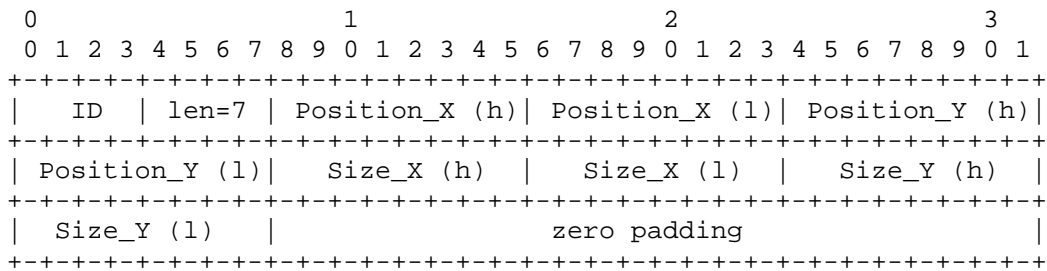 0                   1                   2                   3
 0 1 2 3 4 5 6 7 8 9 0 1 2 3 4 5 6 7 8 9 0 1 2 3 4 5 6 7 8 9 0 1
+-+-+-+-+-+-+-+-+-+-+-+-+-+-+-+-+-+-+-+-+-+-+-+-+-+-+-+-+-+-+-+-+
|   ID  | len=7 | Position_X (h)| Position_X (l)| Position_Y (h)|
+-+-+-+-+-+-+-+-+-+-+-+-+-+-+-+-+-+-+-+-+-+-+-+-+-+-+-+-+-+-+-+-+
| Position_Y (l)|   Size_X (h)  |   Size_X (l)  |   Size_Y (h)  |
+-+-+-+-+-+-+-+-+-+-+-+-+-+-+-+-+-+-+-+-+-+-+-+-+-+-+-+-+-+-+-+-+
|  Size_Y (l)   |                 zero padding                  |
+-+-+-+-+-+-+-+-+-+-+-+-+-+-+-+-+-+-+-+-+-+-+-+-+-+-+-+-+-+-+-+-+